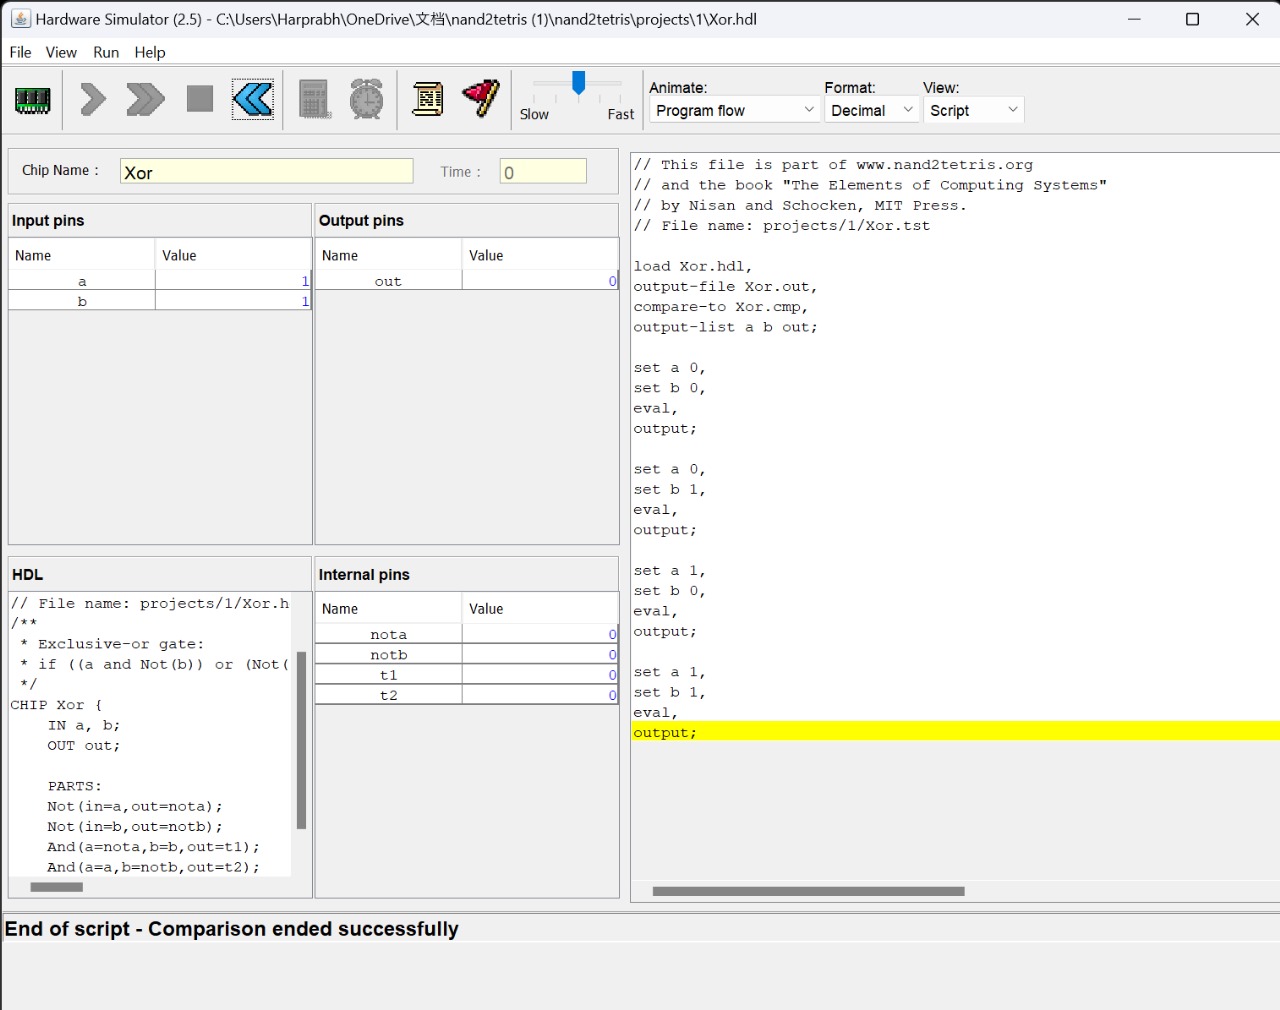 Hardware Simulator (2.5) - C:\Users\Harprabh\OneDrive\文档\nand2tetris (1)\nand2tetris\projects\1\Xor.hdl
File View Run Help
Slow Fast
Animate:
Program flow
Format:
Decimal
View:
Script
Chip Name :
Xor
Time :
0
Input pins
Name Value
a 1
b 1
Output pins
Name Value
out 0
HDL
// File name: projects/1/Xor.h
/**
 * Exclusive-or gate:
 * if ((a and Not(b)) or (Not(
 */
CHIP Xor {
    IN a, b;
    OUT out;

    PARTS:
    Not(in=a,out=nota);
    Not(in=b,out=notb);
    And(a=nota,b=b,out=t1);
    And(a=a,b=notb,out=t2);
Internal pins
Name Value
nota 0
notb 0
t1 0
t2 0
// This file is part of www.nand2tetris.org
// and the book "The Elements of Computing Systems"
// by Nisan and Schocken, MIT Press.
// File name: projects/1/Xor.tst

load Xor.hdl,
output-file Xor.out,
compare-to Xor.cmp,
output-list a b out;

set a 0,
set b 0,
eval,
output;

set a 0,
set b 1,
eval,
output;

set a 1,
set b 0,
eval,
output;

set a 1,
set b 1,
eval,
output;
End of script - Comparison ended successfully